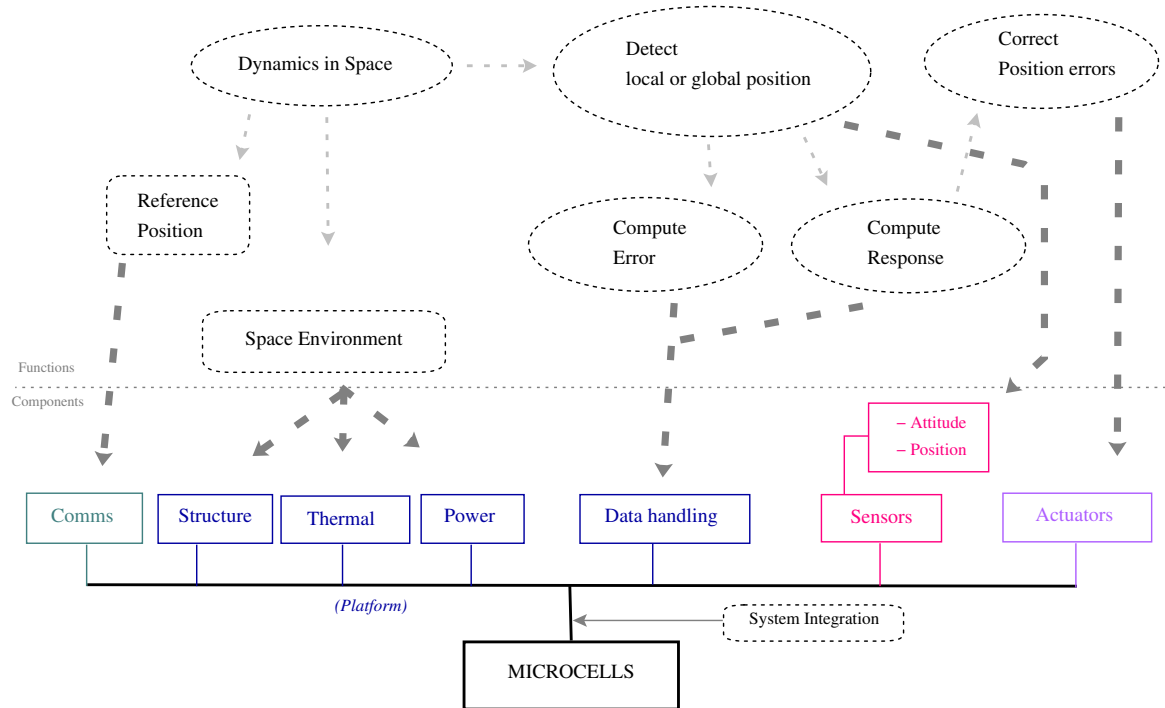 Dynamics in Space
Detect
local or global position
Correct
Position errors
Reference
Position
Compute
Error
Compute
Response
Space Environment
Functions
Components
– Attitude
– Position
Comms
Structure
Thermal
Power
Data handling
Sensors
Actuators
(Platform)
System Integration
MICROCELLS